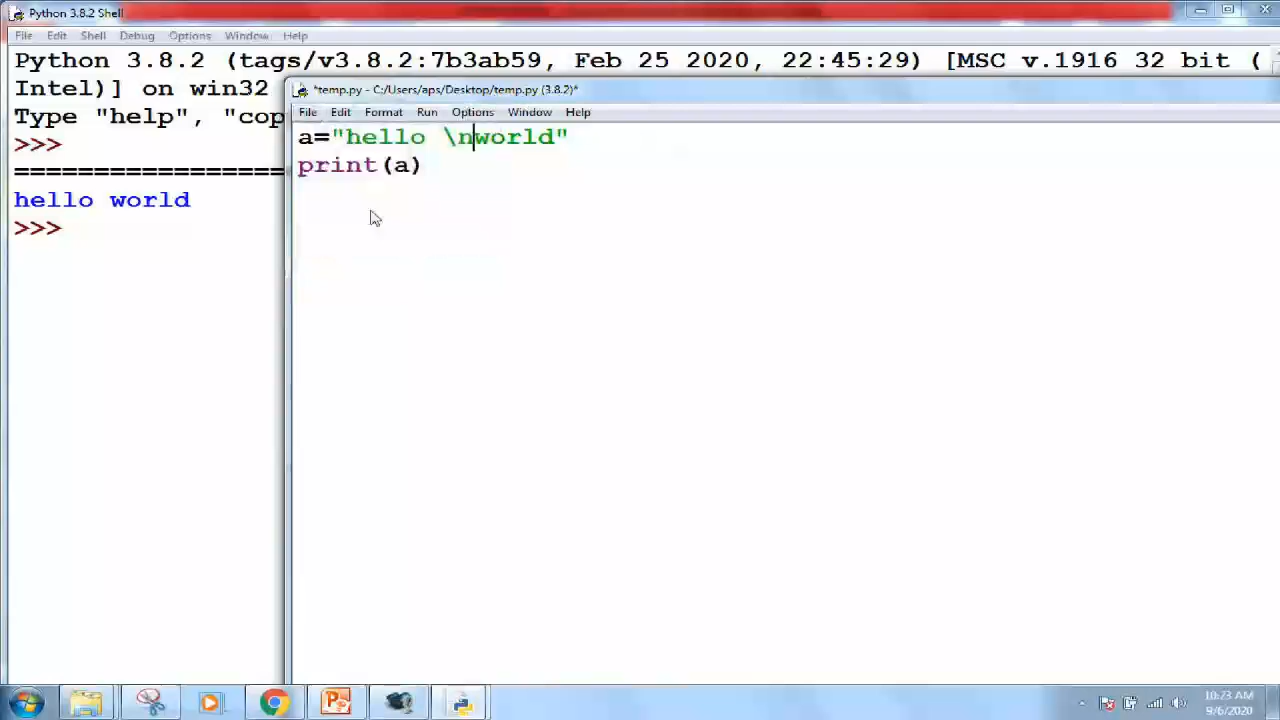 Python 3.8.2 Shell
File Edit Shell Debug Options Window Help
Python 3.8.2 (tags/v3.8.2:7b3ab59, Feb 25 2020, 22:45:29) [MSC v.1916 32 bit (
Intel)] on win32
Type "help", "cop
>>>
=================
hello world
>>>
*temp.py - C:/Users/aps/Desktop/temp.py (3.8.2)*
File Edit Format Run Options Window Help
a="hello \nworld"
print(a)
10:23 AM
9/6/2020